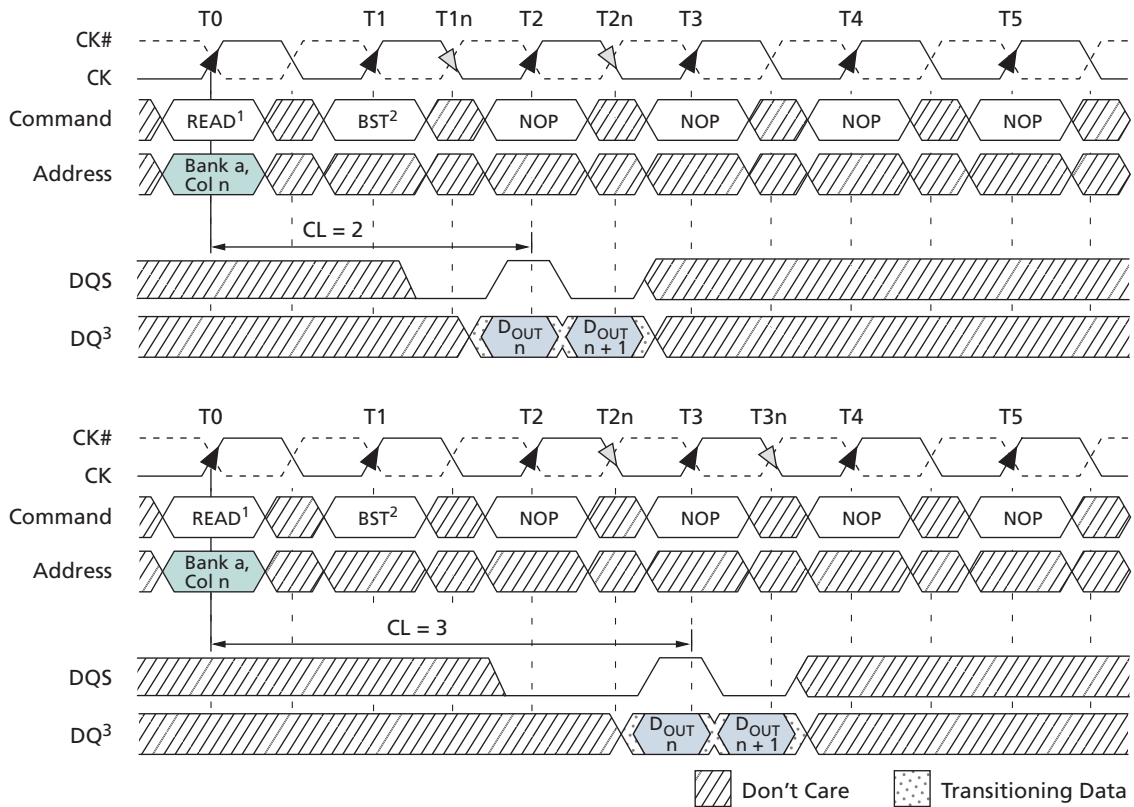 T0 T1 T1n T2 T2n T3 T4 T5
CK#
CK
Command READ1 BST2 NOP NOP NOP NOP
Address Bank a,
Col n
CL = 2
DQS
DQ3 DOUT
n DOUT
n + 1
T0 T1 T2 T2n T3 T3n T4 T5
CK#
CK
Command READ1 BST2 NOP NOP NOP NOP
Address Bank a,
Col n
CL = 3
DQS
DQ3 DOUT
n DOUT
n + 1
Don't Care Transitioning Data